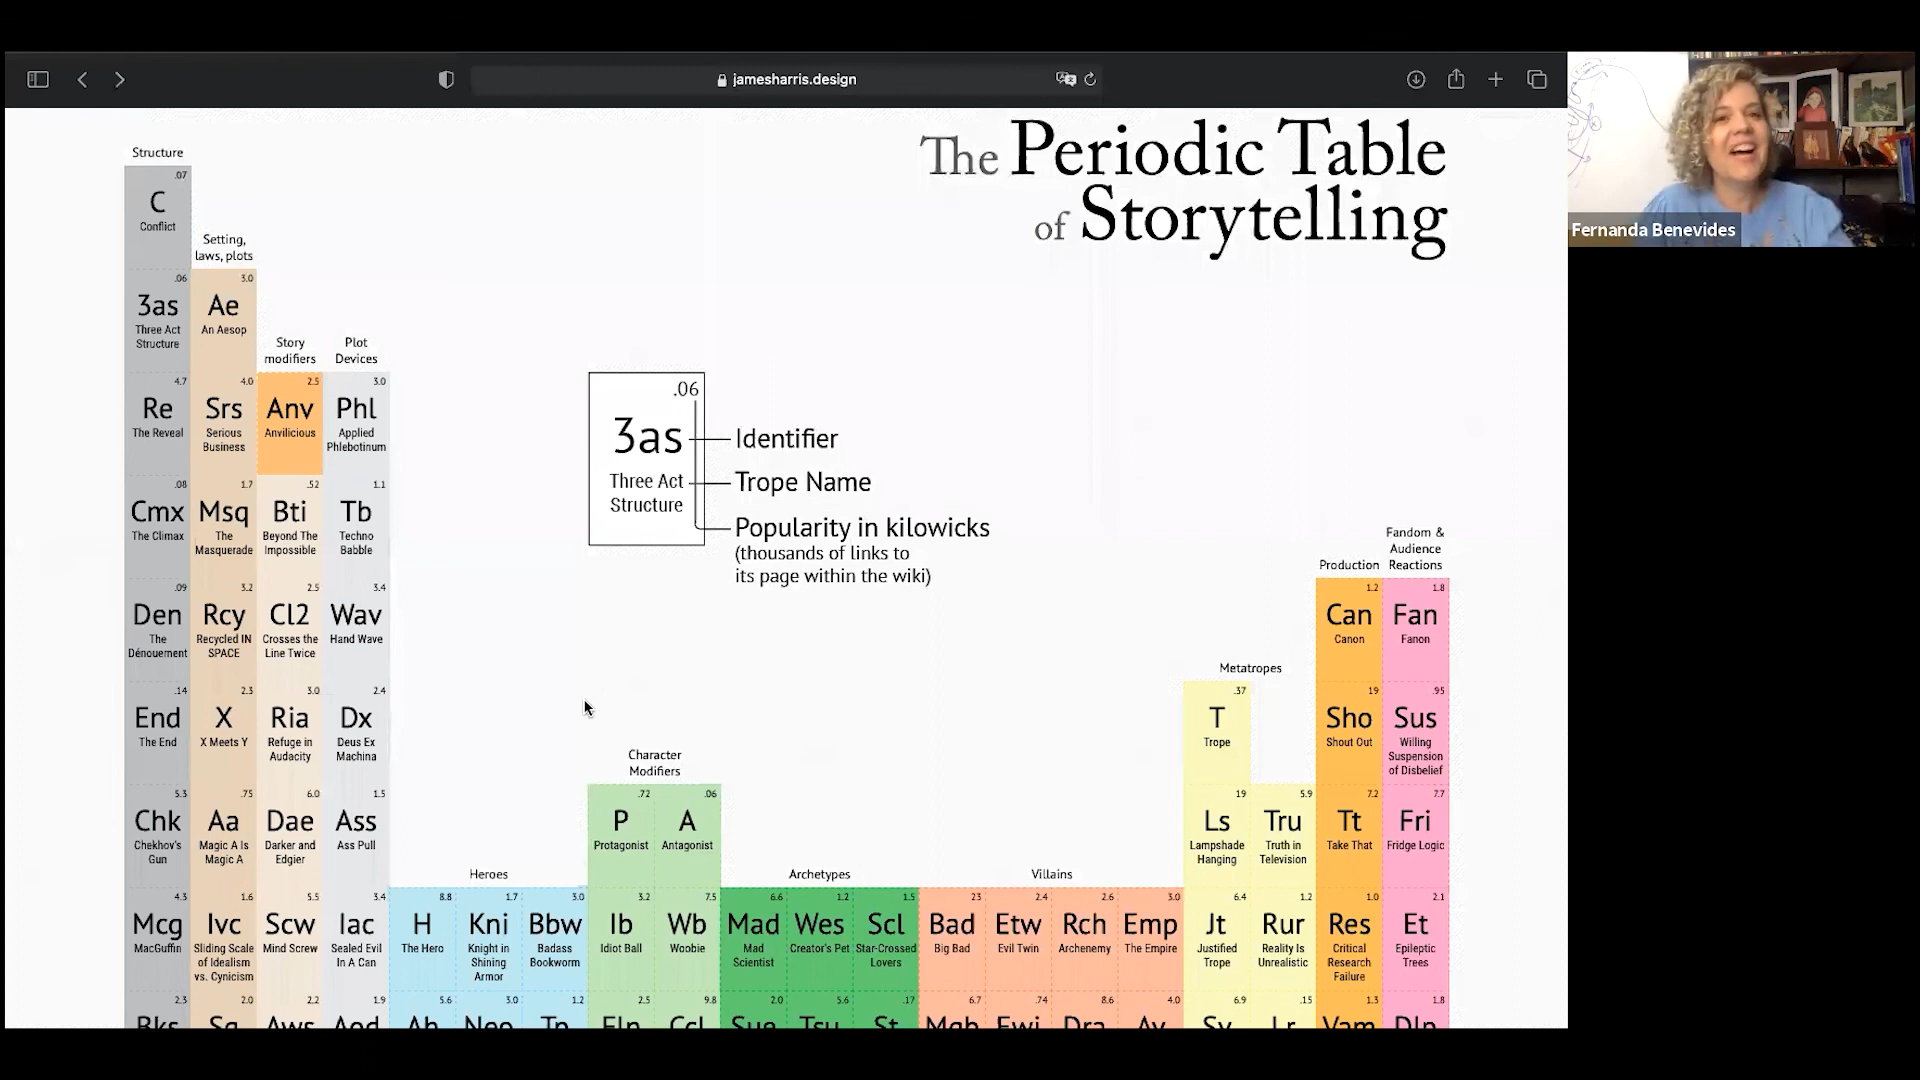 jamesharris.design
The Periodic Table
of Storytelling
Fernanda Benevides
Structure
.07
C
Conflict
Setting,
laws, plots
.06
3as
Three Act
Structure
3.0
Ae
An Aesop
Story
modifiers
Plot
Devices
4.7
Re
The Reveal
4.0
Srs
Serious
Business
2.5
Anv
Anvilicious
3.0
Phl
Applied
Phlebotinum
.06
3as
Three Act
Structure
Identifier
Trope Name
Popularity in kilowicks
(thousands of links to
its page within the wiki)
.08
Cmx
The Climax
1.7
Msq
The
Masquerade
.52
Bti
Beyond The
Impossible
1.1
Tb
Techno
Babble
Production
Fandom &
Audience
Reactions
.09
Den
The
Dénouement
3.2
Rcy
Recycled IN
SPACE
2.5
Cl2
Crosses the
Line Twice
3.4
Wav
Hand Wave
1.2
Can
Canon
1.8
Fan
Fanon
Metatropes
.14
End
The End
2.3
X
X Meets Y
3.0
Ria
Refuge in
Audacity
2.4
Dx
Deus Ex
Machina
.37
T
Trope
19
Sho
Shout Out
.95
Sus
Willing
Suspension
of Disbelief
Character
Modifiers
5.3
Chk
Chekhov's
Gun
.75
Aa
Magic A Is
Magic A
6.0
Dae
Darker and
Edgier
1.5
Ass
Ass Pull
.72
P
Protagonist
.06
A
Antagonist
19
Ls
Lampshade
Hanging
5.9
Tru
Truth in
Television
7.2
Tt
Take That
7.7
Fri
Fridge Logic
Heroes
Archetypes
Villains
4.3
Mcg
MacGuffin
1.6
Ivc
Sliding Scale
of Idealism
vs. Cynicism
5.5
Scw
Mind Screw
3.4
Iac
Sealed Evil
In A Can
8.8
H
The Hero
1.7
Kni
Knight in
Shining
Armor
3.0
Bbw
Badass
Bookworm
3.2
Ib
Idiot Ball
7.5
Wb
Woobie
6.6
Mad
Mad
Scientist
1.2
Wes
Creator's Pet
1.5
Scl
Star-Crossed
Lovers
23
Bad
Big Bad
2.4
Etw
Evil Twin
2.6
Rch
Archenemy
3.0
Emp
The Empire
6.4
Jt
Justified
Trope
1.2
Rur
Reality Is
Unrealistic
1.0
Res
Critical
Research
Failure
2.1
Et
Epileptic
Trees
2.3
2.0
2.2
1.9
5.6
3.0
1.2
2.5
9.8
2.0
5.6
.17
6.7
.74
8.6
4.0
6.9
.15
1.3
1.8